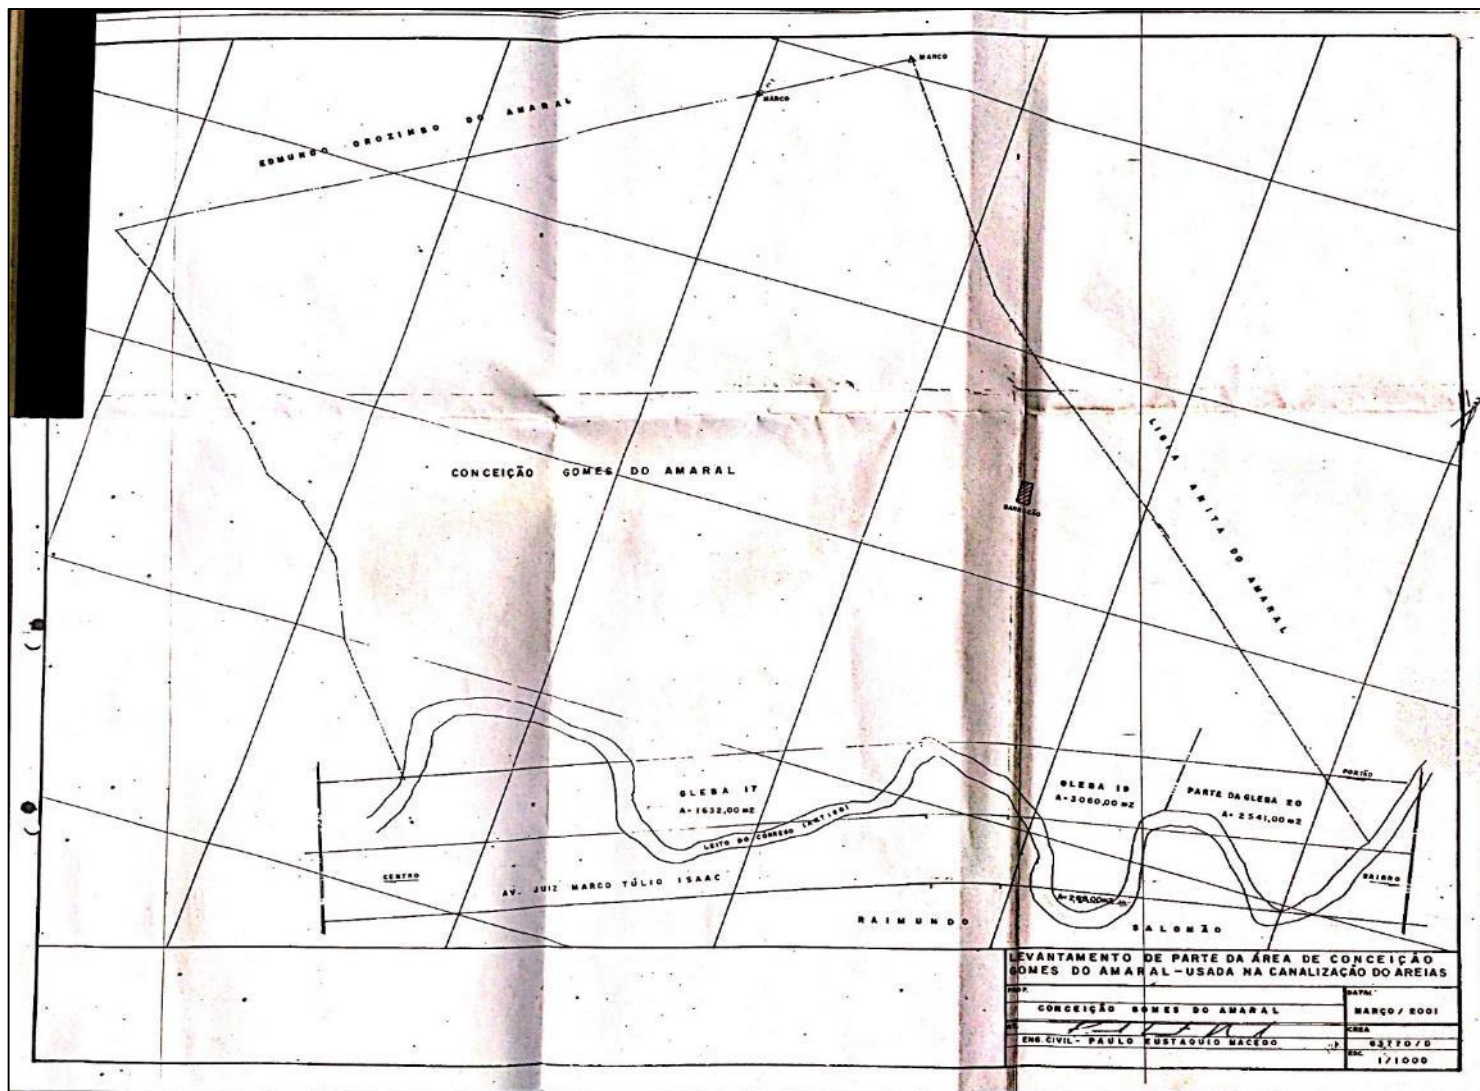 MARCO
MARCO
EDMUNDO OROZIMBO DO AMARAL
LIGIA ANITA DO AMARAL
CONCEIÇÃO GOMES DO AMARAL
BARRACÃO
GLEBA 17
A=1632,00 m2
GLEBA 19
A=3060,00 m2
PARTE DA GLEBA 20
A=2541,00 m2
PORTÃO
LEITO DO CORREGO (ANTIGO)
CENTRO
AV. JUIZ MARCO TÚLIO ISAAC
BAIRRO
RAIMUNDO SALOMÃO
LEVANTAMENTO DE PARTE DA ÁREA DE CONCEIÇÃO
GOMES DO AMARAL-USADA NA CANALIZAÇÃO DO AREIAS
PROP.
CONCEIÇÃO GOMES DO AMARAL
DATA:
MARÇO / 2001
ENG. CIVIL- PAULO EUSTAQUIO MACEDO
CREA
63770/D
ESC.
1/1000